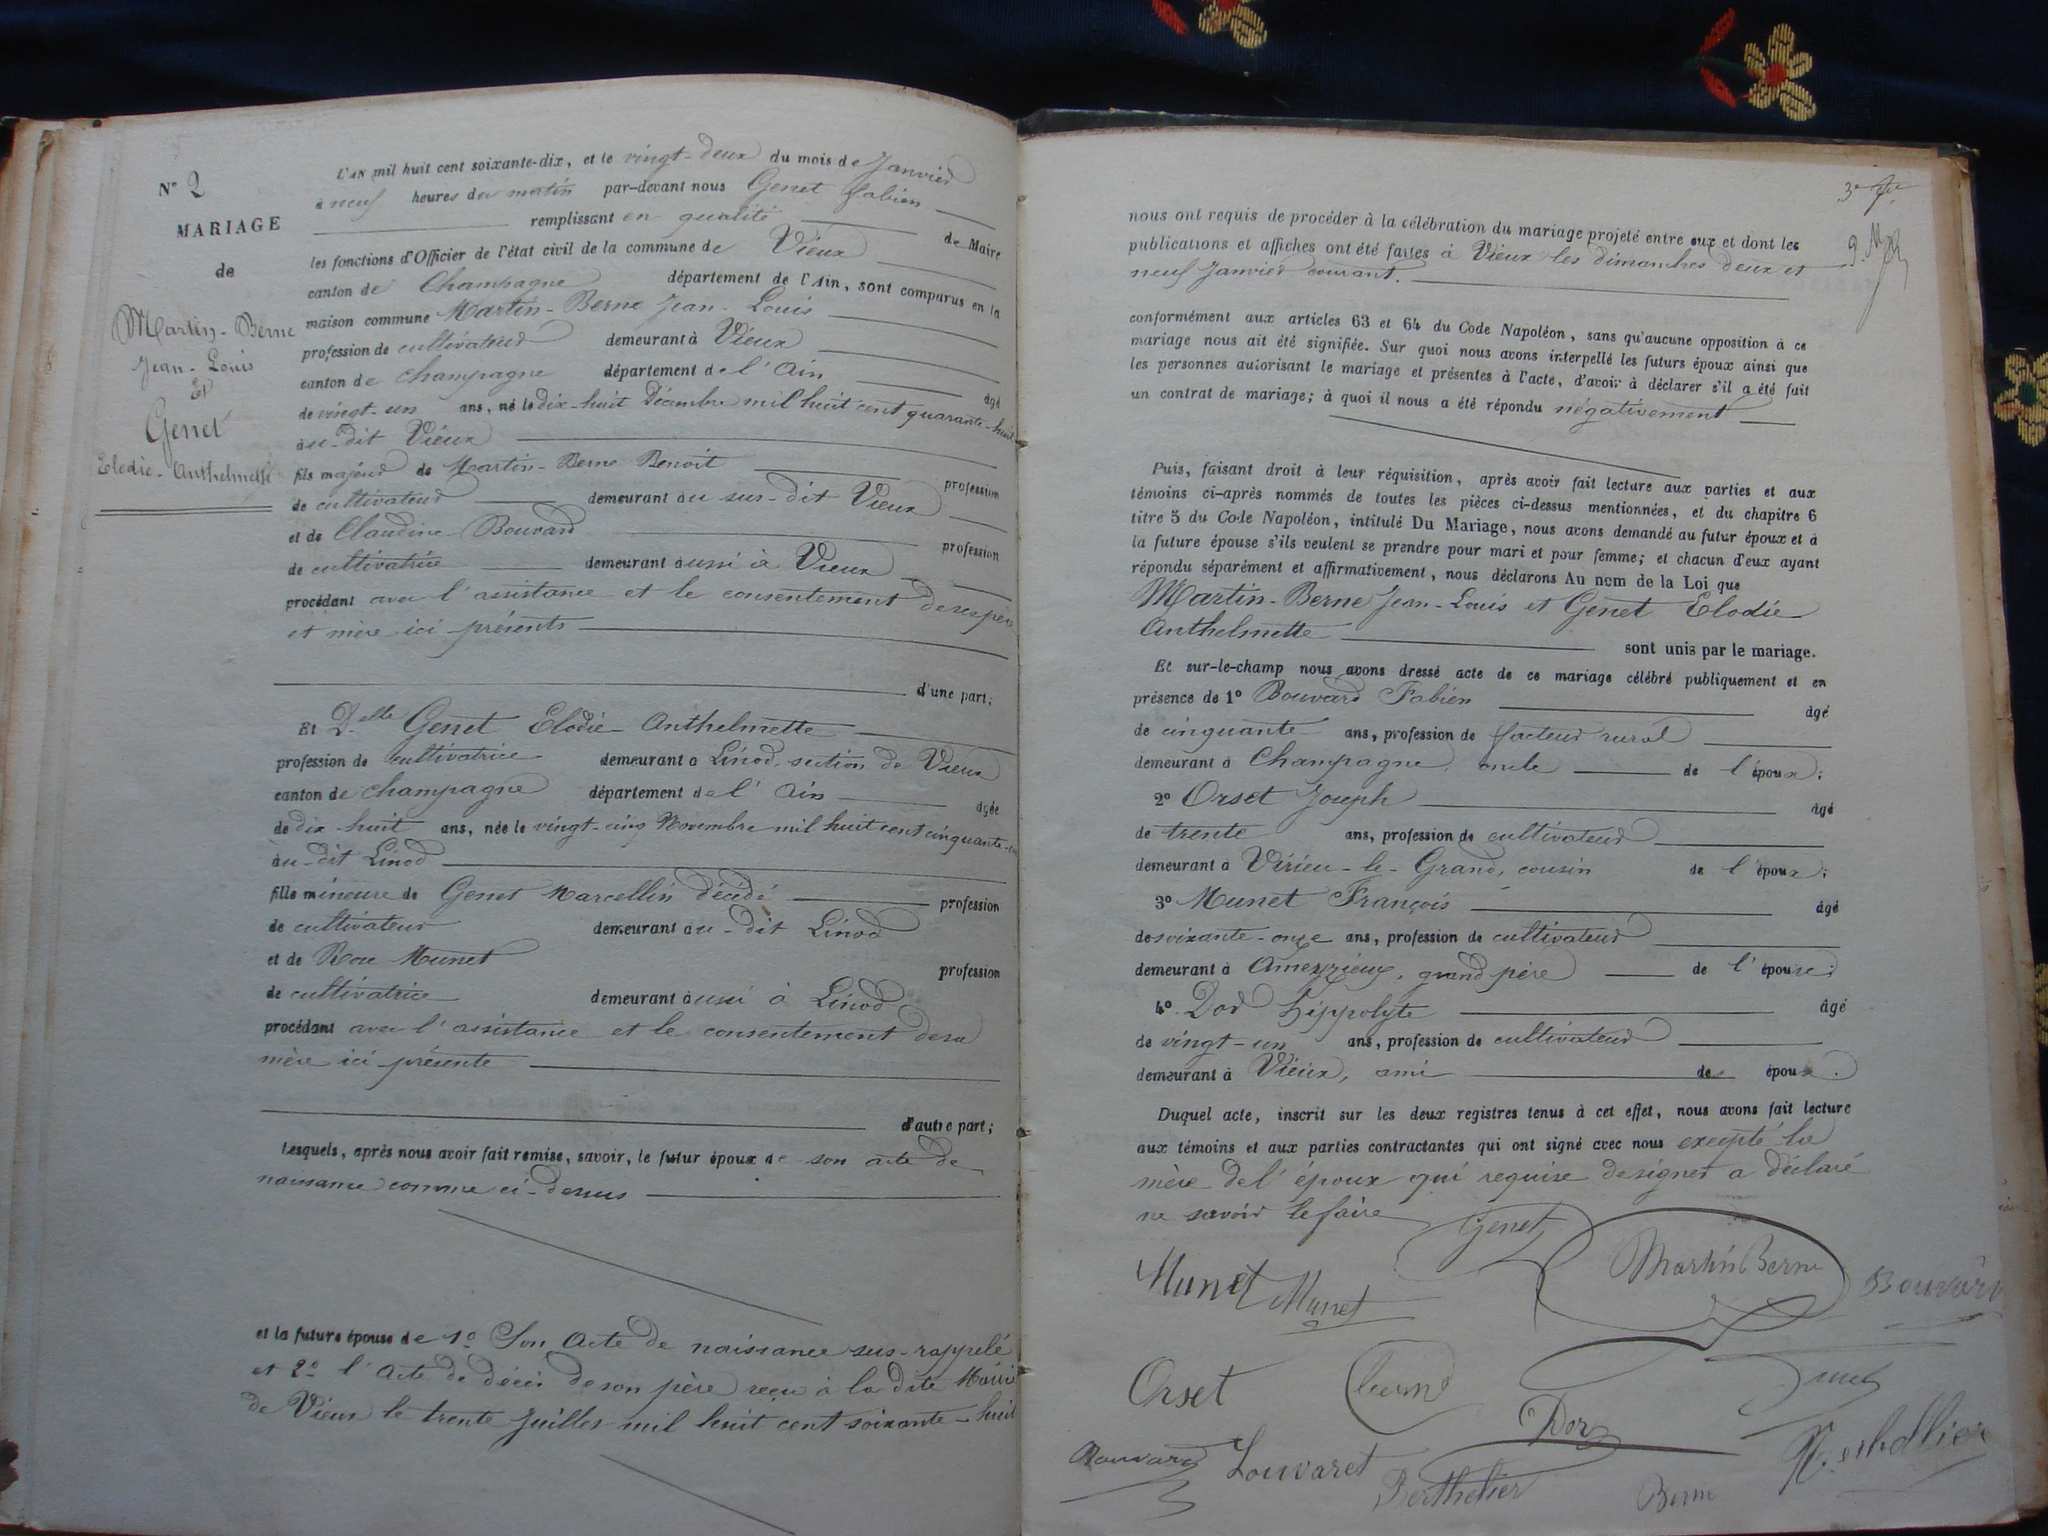 N° 2
MARIAGE
de
Martin-Berne
Jean-Louis
Et
Genet
Elodie-Anthelmette
L'AN mil huit cent soixante-dix, et le vingt-deux du mois de Janvier
à neuf heures du matin par-devant nous Genet fabien
remplissant en qualité de Maire
les fonctions d'Officier de l'état civil de la commune de Vieux
canton de Champagne département de l'Ain, sont comparus en la
maison commune Martin-Berne Jean-Louis
profession de cultivateur demeurant à Vieux
canton de Champagne département de l'Ain
âgé
de vingt-un ans, né le dix-huit Décembre mil huit cent quarante-huit
au-dit Vieux
fils majeur de Martin-Berne Benoit
profession
de cultivateur demeurant au sus-dit Vieux
et de Claudine Bouvard
profession
de cultivatrice demeurant aussi à Vieux
procédant avec l'assistance et le consentement de ses père
et mère ici présents
d'une part;
Et Delle Genet Elodie-Anthelmette
profession de cultivatrice demeurant à Linod, section de Vieux
canton de Champagne département de l'Ain
âgée
de dix-huit ans, née le vingt-cinq Novembre mil huit cent cinquante-un
au-dit Linod
fille mineure de Genet Marcellin décédé
profession
de cultivateur demeurant au-dit Linod
et de Rose Munet
profession
de cultivatrice demeurant aussi à Linod
procédant avec l'assistance et le consentement de sa
mère ici présente
d'autre part;
Lesquels, après nous avoir fait remise, savoir, le futur époux de son acte de
naissance comme ci-dessus
et la future épouse de 1° Son Acte de naissance sus-rappelé
et 2° l'Acte de décès de son père reçu à la dite Mairie
de Vieux le trente Juillet mil huit cent soixante-huit
nous ont requis de procéder à la célébration du mariage projeté entre eux et dont les
publications et affiches ont été faites à Vieux les dimanches deux et
neuf Janvier courant.
conformément aux articles 63 et 64 du Code Napoléon, sans qu'aucune opposition à ce
mariage nous ait été signifiée. Sur quoi nous avons interpellé les futurs époux ainsi que
les personnes autorisant le mariage et présentes à l'acte, d'avoir à déclarer s'il a été fait
un contrat de mariage; à quoi il nous a été répondu négativement
Puis, faisant droit à leur réquisition, après avoir fait lecture aux parties et aux
témoins ci-après nommés de toutes les pièces ci-dessus mentionnées, et du chapitre 6
titre 5 du Code Napoléon, intitulé Du Mariage, nous avons demandé au futur époux et à
la future épouse s'ils veulent se prendre pour mari et pour femme; et chacun d'eux ayant
répondu séparément et affirmativement, nous déclarons Au nom de la Loi que
Martin-Berne Jean-Louis et Genet Elodie
Anthelmette
sont unis par le mariage.
Et sur-le-champ nous avons dressé acte de ce mariage célébré publiquement et en
présence de 1° Bouvard Fabien
âgé
de cinquante ans, profession de facteur rural
demeurant à Champagne, oncle de l'époux;
2° Orset Joseph âgé
de trente ans, profession de cultivateur
demeurant à Virieu-le-Grand, cousin de l'époux;
3° Munet François âgé
de soixante-onze ans, profession de cultivateur
demeurant à Ameyzieux, grand père de l'épouse;
4° Dor hippolyte âgé
de vingt-un ans, profession de cultivateur
demeurant à Vieux, ami des époux.
Duquel acte, inscrit sur les deux registres tenus à cet effet, nous avons fait lecture
aux témoins et aux parties contractantes qui ont signé avec nous excepté la
mère de l'époux qui requise de signer a déclaré
ne savoir le faire
Genet
Munet Munet
Martin Berne
Bouvard
Orset
Dor
Bouvard
Louvaret
Berthelier
Berne